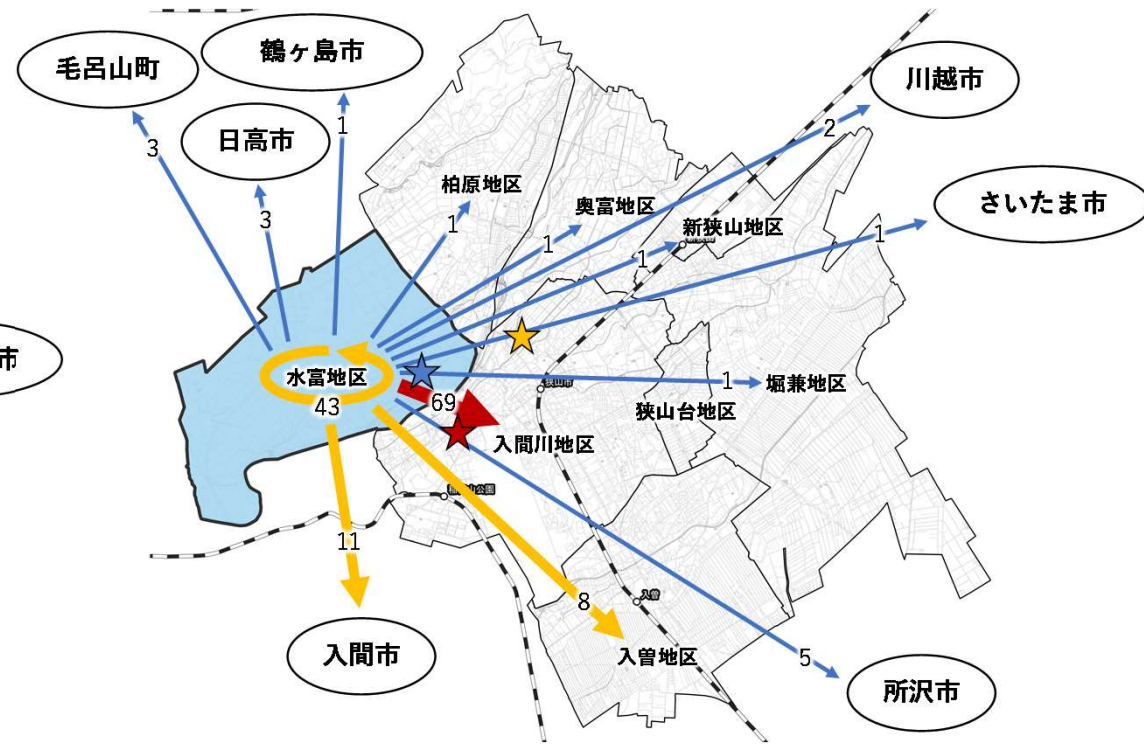 毛呂山町
鶴ヶ島市
日高市
川越市
さいたま市
市
3
3
1
2
1
柏原地区
1
奥富地区
1
新狭山地区
1
水富地区
43
69
入間川地区
狭山市
1
堀兼地区
狭山台地区
11
8
入曽
入曽地区
5
入間市
所沢市